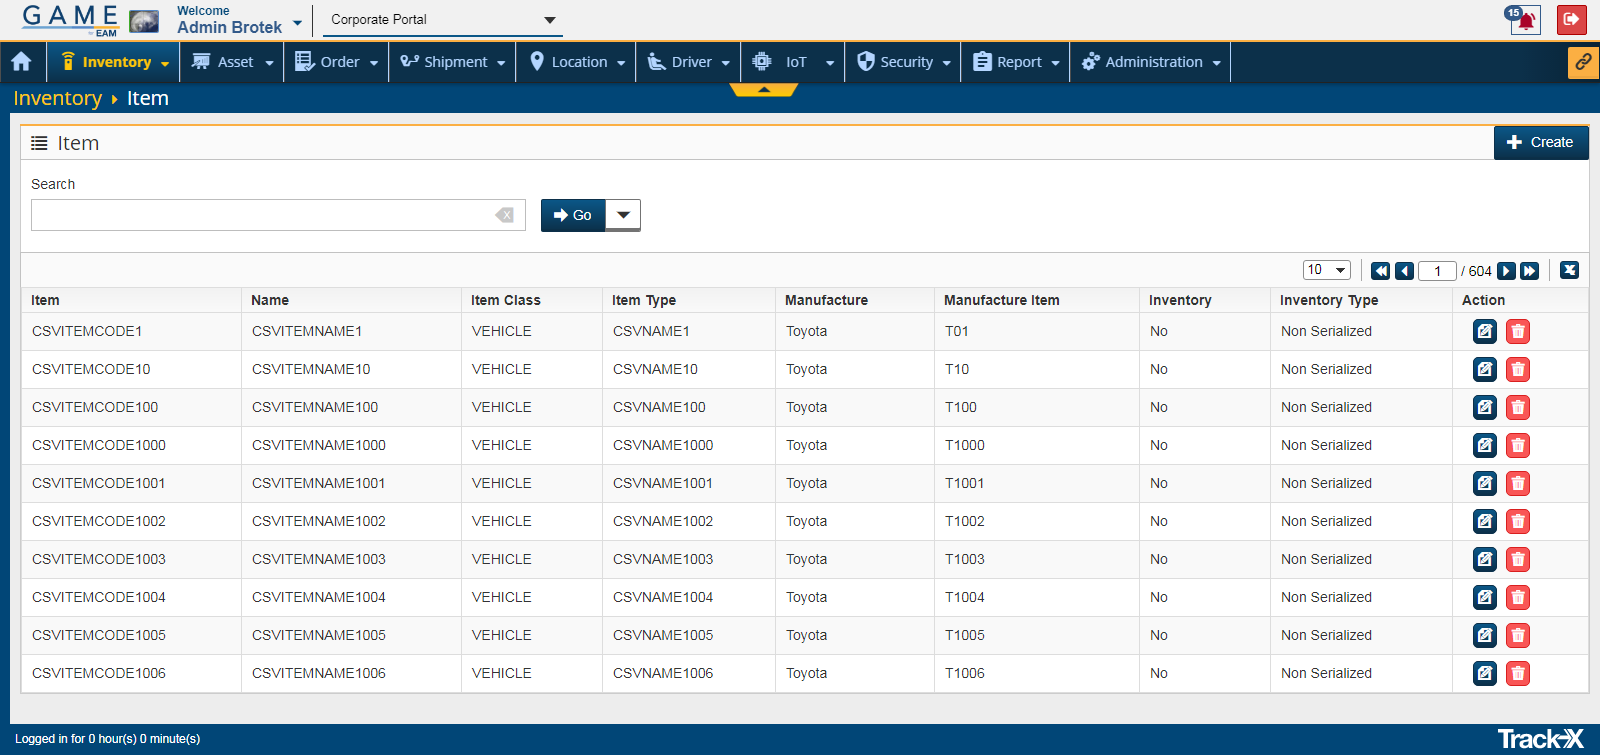 GAME
by EAM
Welcome
Admin Brotek
Corporate Portal
15
Inventory
Asset
Order
Shipment
Location
Driver
IoT
Security
Report
Administration
Inventory Item
Item
Create
Search
Go
10
1 / 604
Item Name Item Class Item Type Manufacture Manufacture Item Inventory Inventory Type Action
CSVITEMCODE1 CSVITEMNAME1 VEHICLE CSVNAME1 Toyota T01 No Non Serialized
CSVITEMCODE10 CSVITEMNAME10 VEHICLE CSVNAME10 Toyota T10 No Non Serialized
CSVITEMCODE100 CSVITEMNAME100 VEHICLE CSVNAME100 Toyota T100 No Non Serialized
CSVITEMCODE1000 CSVITEMNAME1000 VEHICLE CSVNAME1000 Toyota T1000 No Non Serialized
CSVITEMCODE1001 CSVITEMNAME1001 VEHICLE CSVNAME1001 Toyota T1001 No Non Serialized
CSVITEMCODE1002 CSVITEMNAME1002 VEHICLE CSVNAME1002 Toyota T1002 No Non Serialized
CSVITEMCODE1003 CSVITEMNAME1003 VEHICLE CSVNAME1003 Toyota T1003 No Non Serialized
CSVITEMCODE1004 CSVITEMNAME1004 VEHICLE CSVNAME1004 Toyota T1004 No Non Serialized
CSVITEMCODE1005 CSVITEMNAME1005 VEHICLE CSVNAME1005 Toyota T1005 No Non Serialized
CSVITEMCODE1006 CSVITEMNAME1006 VEHICLE CSVNAME1006 Toyota T1006 No Non Serialized
Logged in for 0 hour(s) 0 minute(s)
Track-X